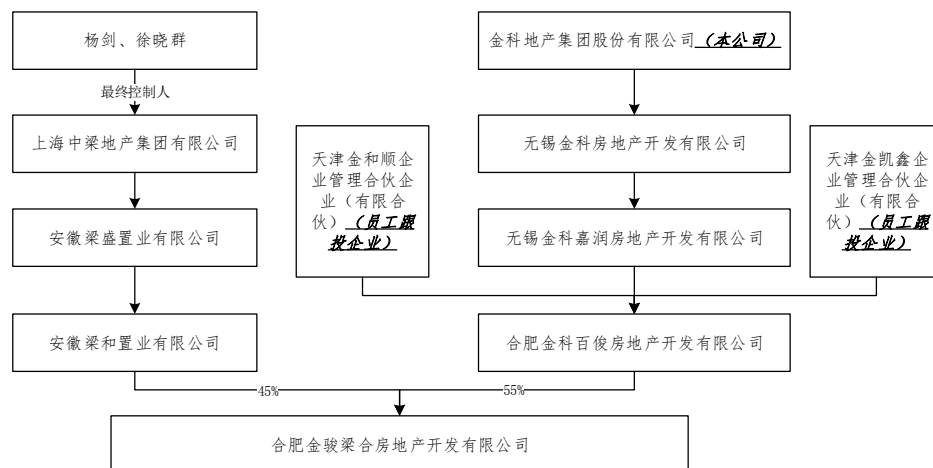 杨剑、徐晓群
金科地产集团股份有限公司（本公司）
最终控制人
上海中梁地产集团有限公司
无锡金科房地产开发有限公司
天津金和顺企
业管理合伙企
业（有限合
伙）（员工跟
投企业）
天津金凯鑫企
业管理合伙企
业（有限合
伙）（员工跟
投企业）
安徽梁盛置业有限公司
无锡金科嘉润房地产开发有限公司
安徽梁和置业有限公司
合肥金科百俊房地产开发有限公司
45%
55%
合肥金骏梁合房地产开发有限公司